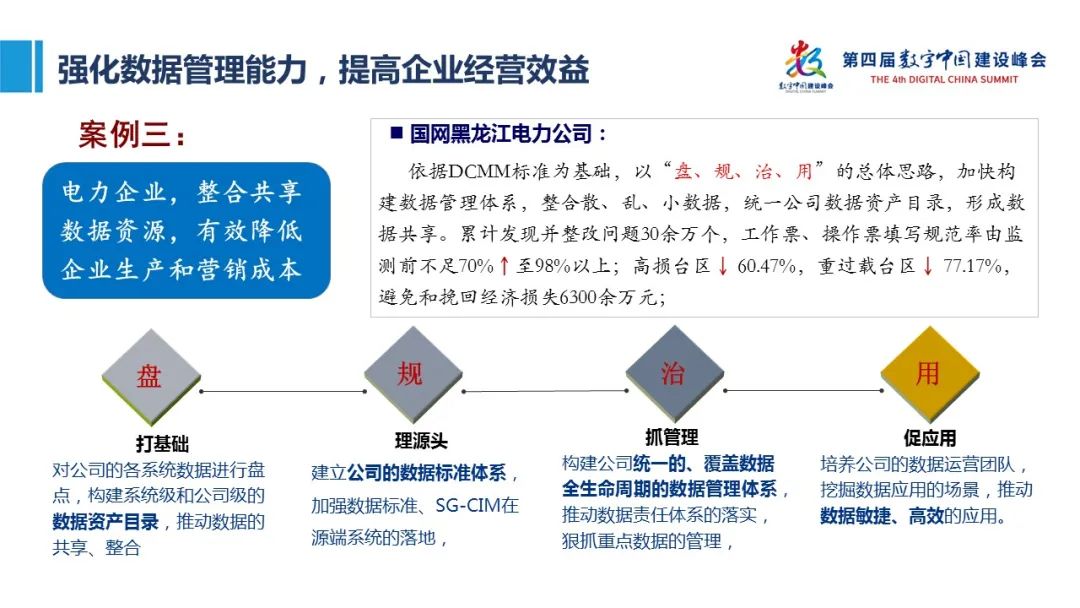 强化数据管理能力，提高企业经营效益
数字中国建设峰会
DIGITAL CHINA SUMMIT
第四届数字中国建设峰会
THE 4th DIGITAL CHINA SUMMIT
案例三：
电力企业，整合共享
数据资源，有效降低
企业生产和营销成本
■ 国网黑龙江电力公司：
依据DCMM标准为基础，以“盘、规、治、用”的总体思路，加快构
建数据管理体系，整合散、乱、小数据，统一公司数据资产目录，形成数
据共享。累计发现并整改问题30余万个，工作票、操作票填写规范率由监
测前不足70%↑至98%以上；高损台区↓60.47%，重过载台区↓77.17%，
避免和挽回经济损失6300余万元；
盘
规
治
用
打基础
对公司的各系统数据进行盘
点，构建系统级和公司级的
数据资产目录，推动数据的
共享、整合
理源头
建立公司的数据标准体系，
加强数据标准、SG-CIM在
源端系统的落地，
抓管理
构建公司统一的、覆盖数据
全生命周期的数据管理体系，
推动数据责任体系的落实，
狠抓重点数据的管理，
促应用
培养公司的数据运营团队，
挖掘数据应用的场景，推动
数据敏捷、高效的应用。